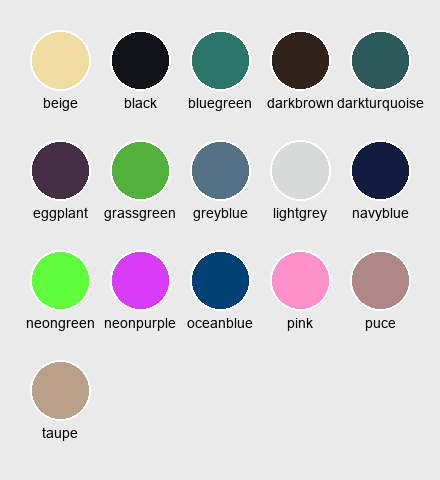 beige black bluegreen darkbrown darkturquoise
eggplant grassgreen greyblue lightgrey navyblue
neongreen neonpurple oceanblue pink puce
taupe